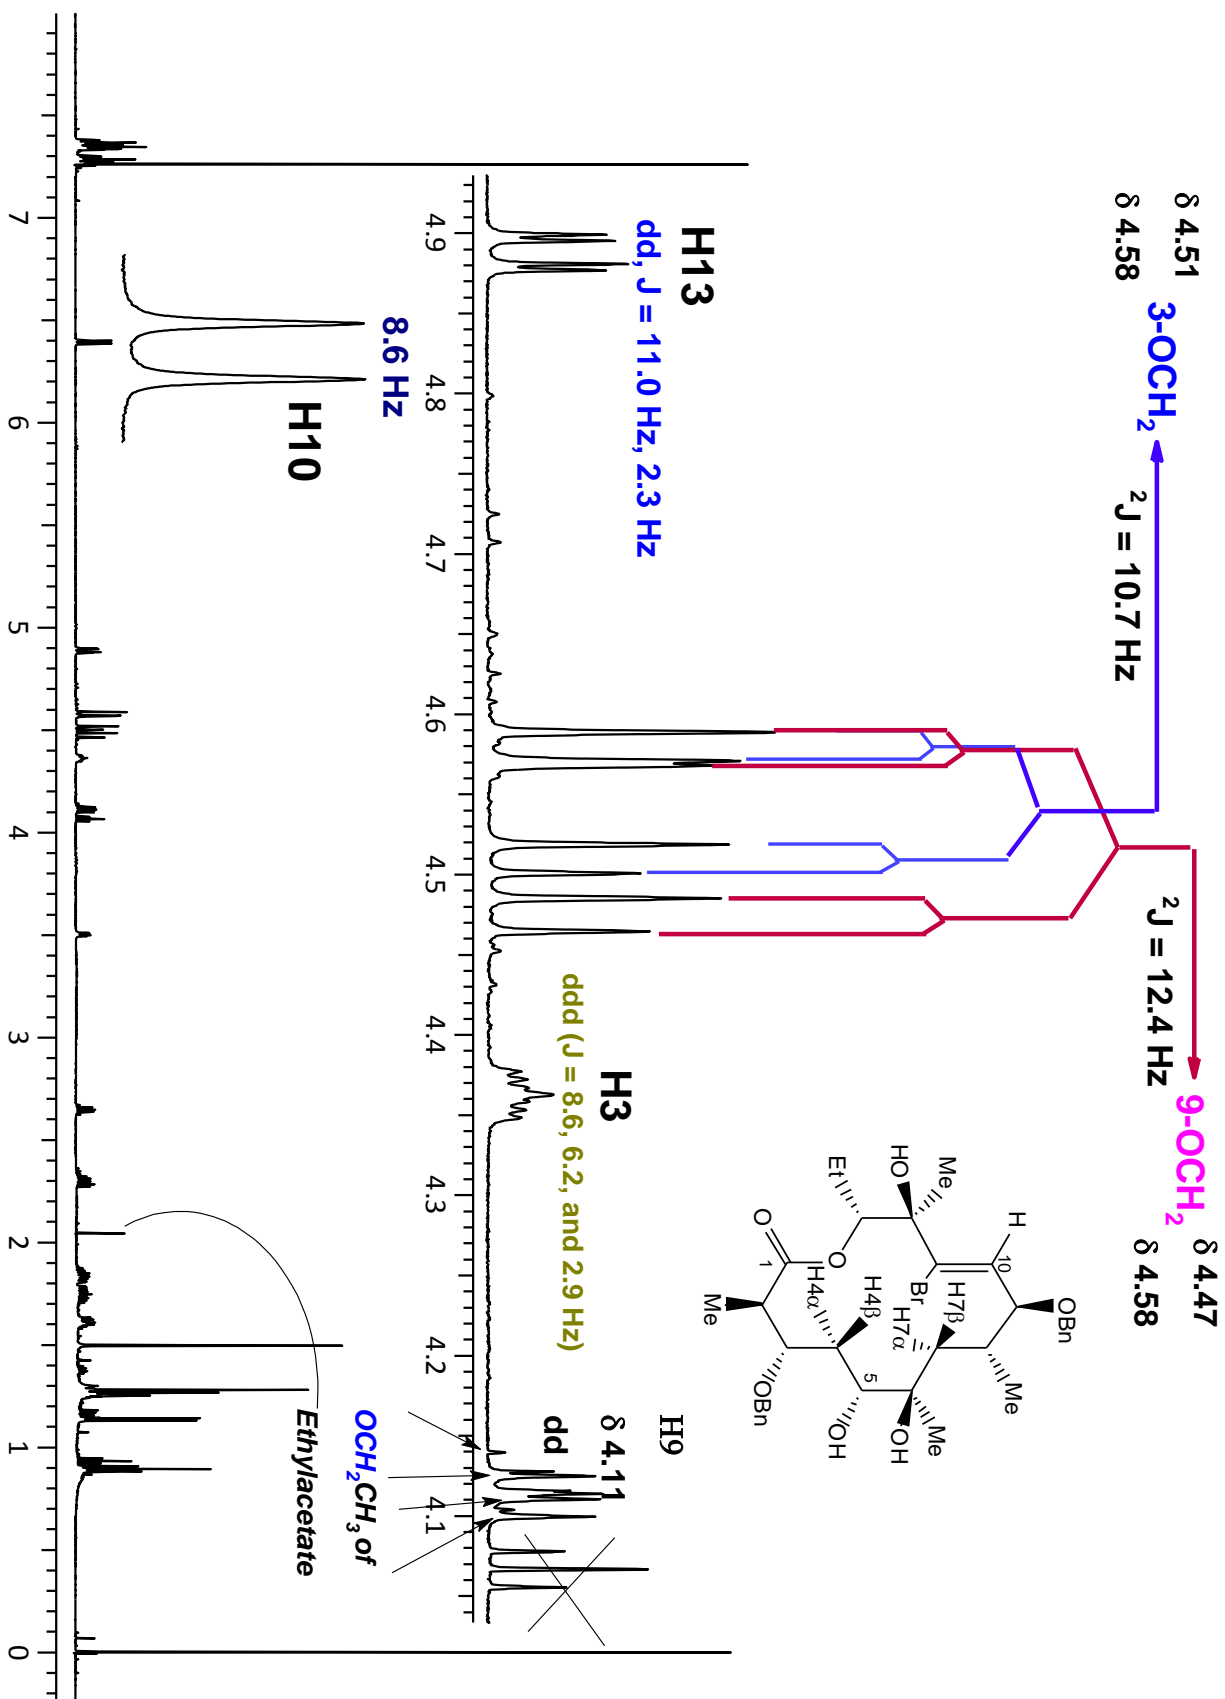 δ 4.51
δ 4.58
3-OCH2
2J = 10.7 Hz
2J = 12.4 Hz
9-OCH2
δ 4.47
δ 4.58
H13
dd, J = 11.0 Hz, 2.3 Hz
H3
ddd (J = 8.6, 6.2, and 2.9 Hz)
H9
δ 4.11
dd
4.9
4.8
4.7
4.6
4.5
4.4
4.3
4.2
4.1
8.6 Hz
H10
OCH2CH3 of
Ethylacetate
H
10
OBn
Me
HO
Me
Et
O
O
1
Br
H7β
H7α
H4β
H4α
Me
OBn
5
OH
OH
Me
7
6
5
4
3
2
1
0